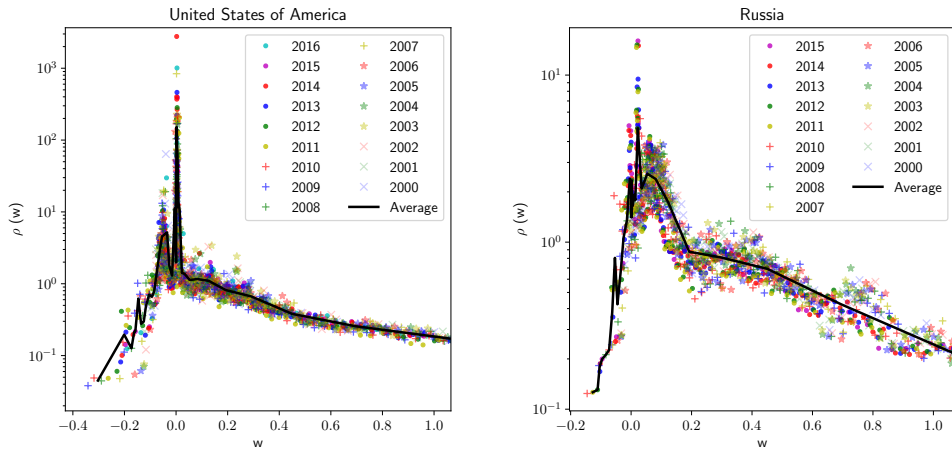 United States of America
2016 2007
2015 2006
2014 2005
2013 2004
2012 2003
2011 2002
2010 2001
2009 2000
2008 Average
10³
10²
10¹
10⁰
10⁻¹
ρ (w)
−0.4 −0.2 0.0 0.2 0.4 0.6 0.8 1.0
w
Russia
2015 2006
2014 2005
2013 2004
2012 2003
2011 2002
2010 2001
2009 2000
2008 Average
2007
10¹
10⁰
10⁻¹
ρ (w)
−0.2 0.0 0.2 0.4 0.6 0.8 1.0
w